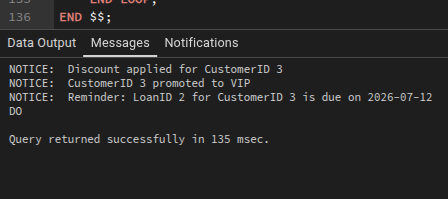 136 END $$;
Data Output Messages Notifications
NOTICE: Discount applied for CustomerID 3
NOTICE: CustomerID 3 promoted to VIP
NOTICE: Reminder: LoanID 2 for CustomerID 3 is due on 2026-07-12
DO
Query returned successfully in 135 msec.